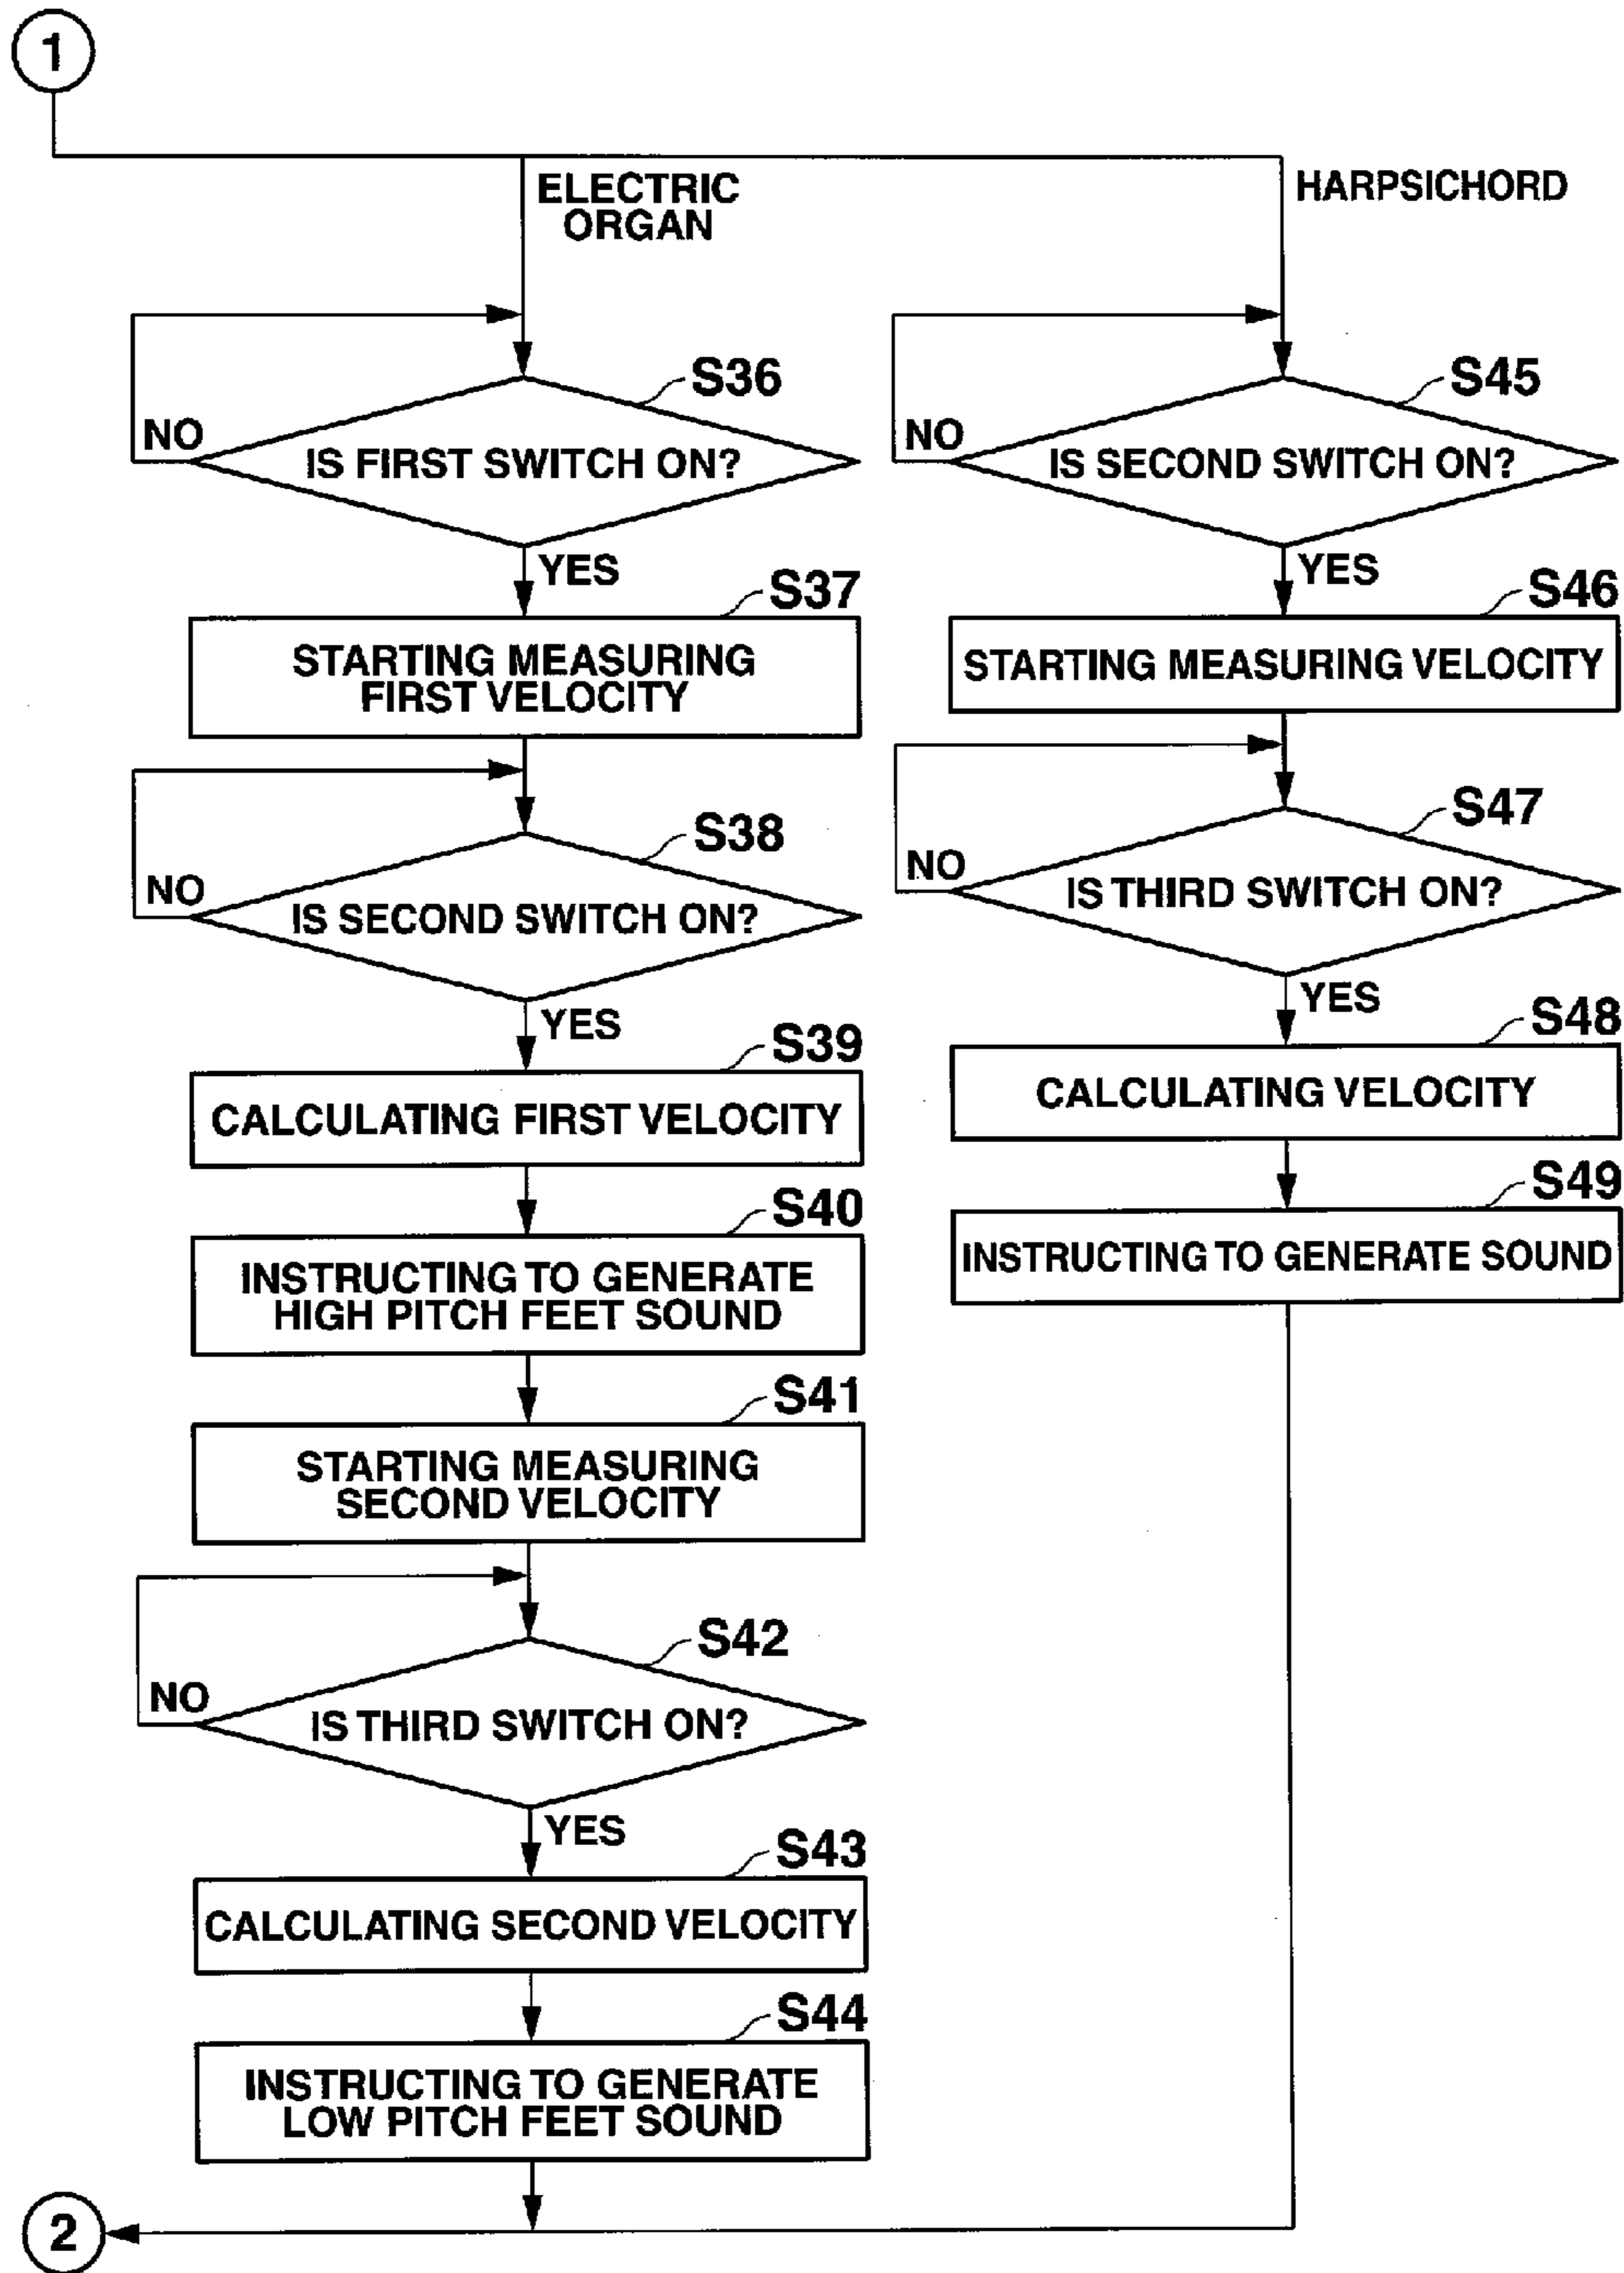 1
ELECTRIC
ORGAN
S36
NO
IS FIRST SWITCH ON?
YES
S37
STARTING MEASURING
FIRST VELOCITY
S38
NO
IS SECOND SWITCH ON?
YES
S39
CALCULATING FIRST VELOCITY
S40
INSTRUCTING TO GENERATE
HIGH PITCH FEET SOUND
S41
STARTING MEASURING
SECOND VELOCITY
S42
NO
IS THIRD SWITCH ON?
YES
S43
CALCULATING SECOND VELOCITY
S44
INSTRUCTING TO GENERATE
LOW PITCH FEET SOUND
HARPSICHORD
S45
NO
IS SECOND SWITCH ON?
YES
S46
STARTING MEASURING VELOCITY
S47
NO
IS THIRD SWITCH ON?
YES
S48
CALCULATING VELOCITY
S49
INSTRUCTING TO GENERATE SOUND
2